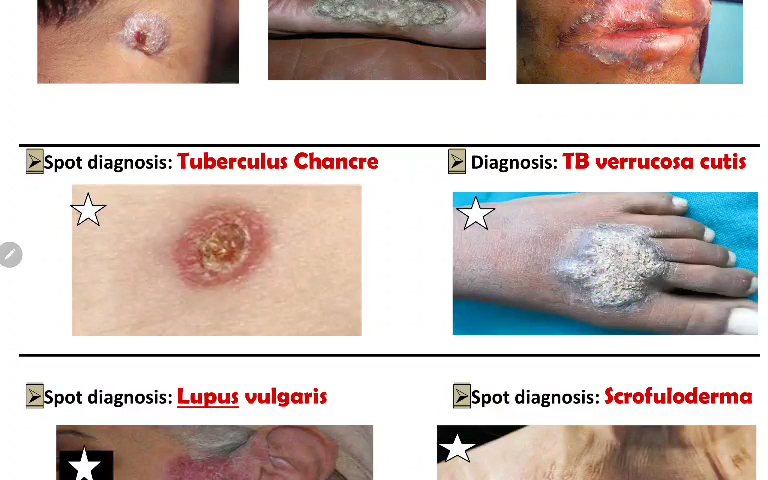 Spot diagnosis: Tuberculus Chancre
Diagnosis: TB verrucosa cutis
Spot diagnosis: Lupus vulgaris
Spot diagnosis: Scrofuloderma